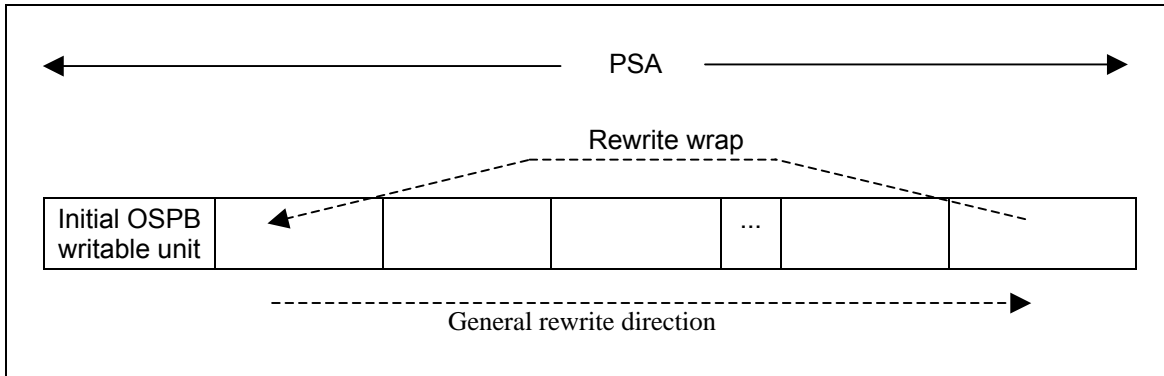 PSA
Rewrite wrap
Initial OSPB
writable unit
...
General rewrite direction